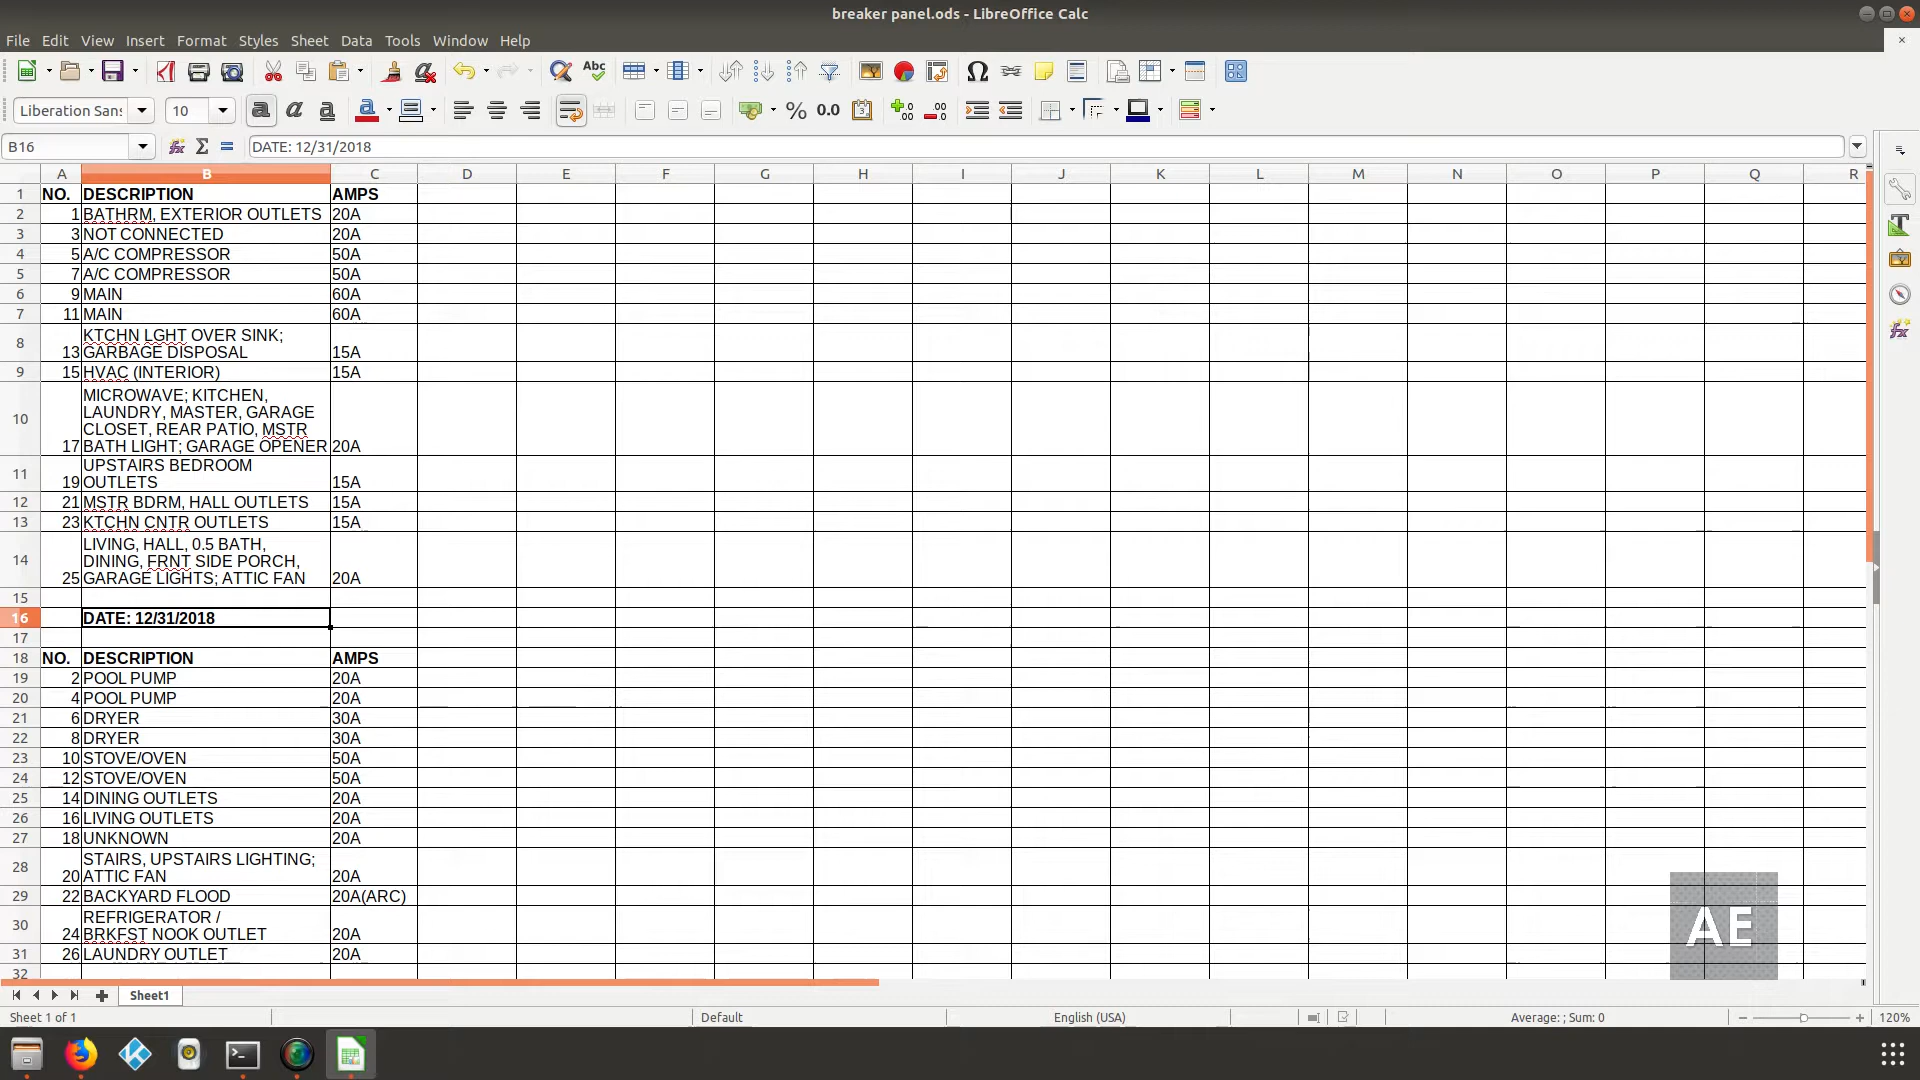 breaker panel.ods - LibreOffice Calc
File Edit View Insert Format Styles Sheet Data Tools Window Help
Liberation Sans 10
B16 DATE: 12/31/2018
A B C D E F G H I J K L M N O P Q R
1 NO. DESCRIPTION AMPS
2 1 BATHRM, EXTERIOR OUTLETS 20A
3 3 NOT CONNECTED 20A
4 5 A/C COMPRESSOR 50A
5 7 A/C COMPRESSOR 50A
6 9 MAIN 60A
7 11 MAIN 60A
KTCHN LGHT OVER SINK;
8 13 GARBAGE DISPOSAL 15A
9 15 HVAC (INTERIOR) 15A
MICROWAVE; KITCHEN,
LAUNDRY, MASTER, GARAGE
CLOSET, REAR PATIO, MSTR
10 17 BATH LIGHT; GARAGE OPENER 20A
UPSTAIRS BEDROOM
11 19 OUTLETS 15A
12 21 MSTR BDRM, HALL OUTLETS 15A
13 23 KTCHN CNTR OUTLETS 15A
LIVING, HALL, 0.5 BATH,
DINING, FRNT SIDE PORCH,
14 25 GARAGE LIGHTS; ATTIC FAN 20A
15
16 DATE: 12/31/2018
17
18 NO. DESCRIPTION AMPS
19 2 POOL PUMP 20A
20 4 POOL PUMP 20A
21 6 DRYER 30A
22 8 DRYER 30A
23 10 STOVE/OVEN 50A
24 12 STOVE/OVEN 50A
25 14 DINING OUTLETS 20A
26 16 LIVING OUTLETS 20A
27 18 UNKNOWN 20A
STAIRS, UPSTAIRS LIGHTING;
28 20 ATTIC FAN 20A
29 22 BACKYARD FLOOD 20A(ARC)
REFRIGERATOR /
30 24 BRKFST NOOK OUTLET 20A
31 26 LAUNDRY OUTLET 20A
32
AE
Sheet1
Sheet 1 of 1 Default English (USA) Average: ; Sum: 0 120%